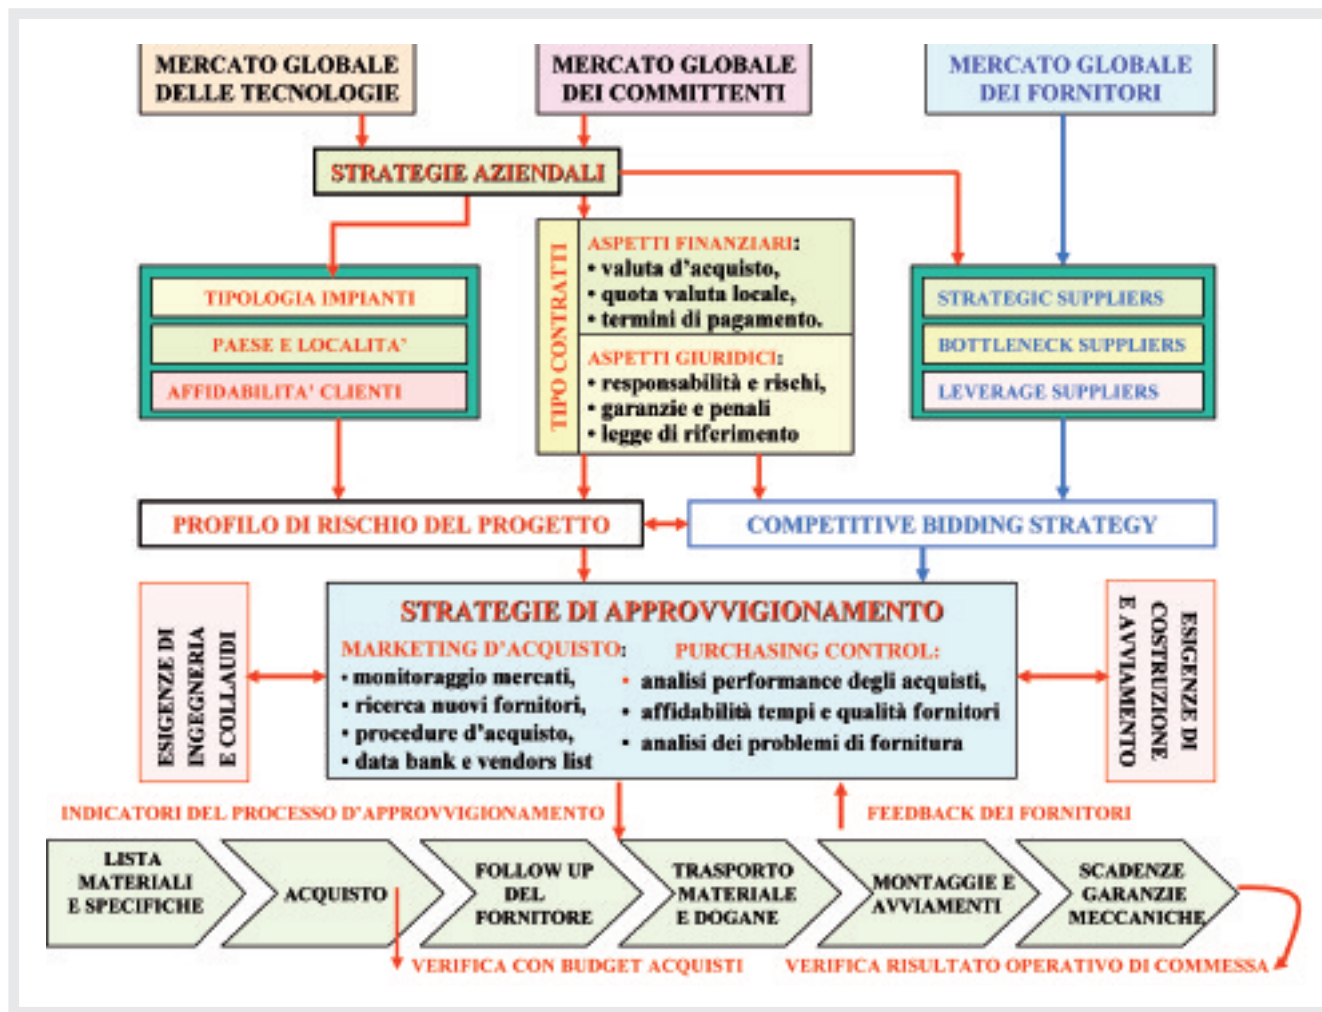 MERCATO GLOBALE
DELLE TECNOLOGIE
MERCATO GLOBALE
DEI COMMITTENTI
MERCATO GLOBALE
DEI FORNITORI
STRATEGIE AZIENDALI
TIPOLOGIA IMPIANTI
PAESE E LOCALITA'
AFFIDABILITA' CLIENTI
TIPO CONTRATTI
ASPETTI FINANZIARI:
• valuta d'acquisto,
• quota valuta locale,
• termini di pagamento.
ASPETTI GIURIDICI:
• responsabilità e rischi,
• garanzie e penali
• legge di riferimento
STRATEGIC SUPPLIERS
BOTTLENECK SUPPLIERS
LEVERAGE SUPPLIERS
PROFILO DI RISCHIO DEL PROGETTO
COMPETITIVE BIDDING STRATEGY
ESIGENZE DI
INGEGNERIA
E COLLAUDI
STRATEGIE DI APPROVVIGIONAMENTO
MARKETING D'ACQUISTO:
• monitoraggio mercati,
• ricerca nuovi fornitori,
• procedure d'acquisto,
• data bank e vendors list
PURCHASING CONTROL:
• analisi performance degli acquisti,
• affidabilità tempi e qualità fornitori
• analisi dei problemi di fornitura
ESIGENZE DI
COSTRUZIONE
E AVVIAMENTO
INDICATORI DEL PROCESSO D'APPROVVIGIONAMENTO
FEEDBACK DEI FORNITORI
LISTA
MATERIALI
E SPECIFICHE
ACQUISTO
FOLLOW UP
DEL
FORNITORE
TRASPORTO
MATERIALE
E DOGANE
MONTAGGIE E
AVVIAMENTI
SCADENZE
GARANZIE
MECCANICHE
VERIFICA CON BUDGET ACQUISTI
VERIFICA RISULTATO OPERATIVO DI COMMESSA